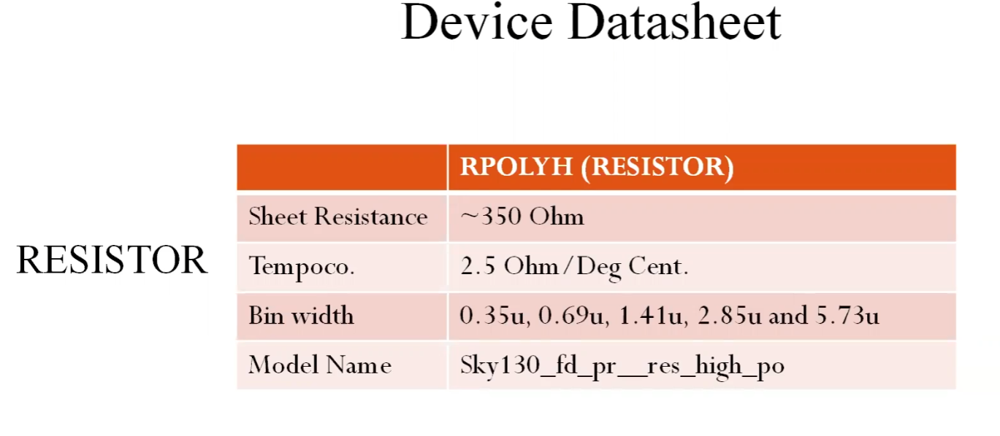 Device Datasheet
RPOLYH (RESISTOR)
Sheet Resistance ~350 Ohm
RESISTOR
Tempoco. 2.5 Ohm/Deg Cent.
Bin width 0.35u, 0.69u, 1.41u, 2.85u and 5.73u
Model Name Sky130_fd_pr__res_high_po